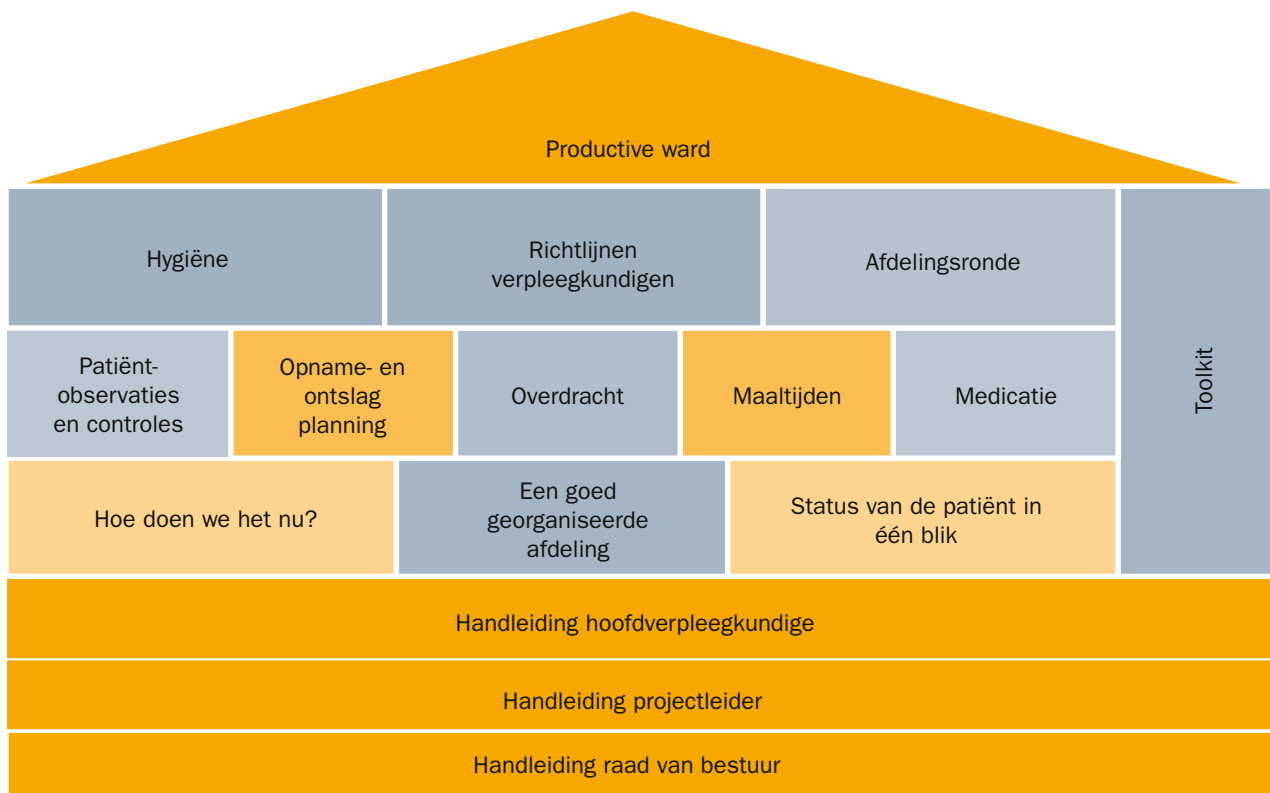 Productive ward
Hygiëne
Richtlijnen
verpleegkundigen
Afdelingsronde
Toolkit
Patiënt-
observaties
en controles
Opname- en
ontslag
planning
Overdracht
Maaltijden
Medicatie
Hoe doen we het nu?
Een goed
georganiseerde
afdeling
Status van de patiënt in
één blik
Handleiding hoofdverpleegkundige
Handleiding projectleider
Handleiding raad van bestuur